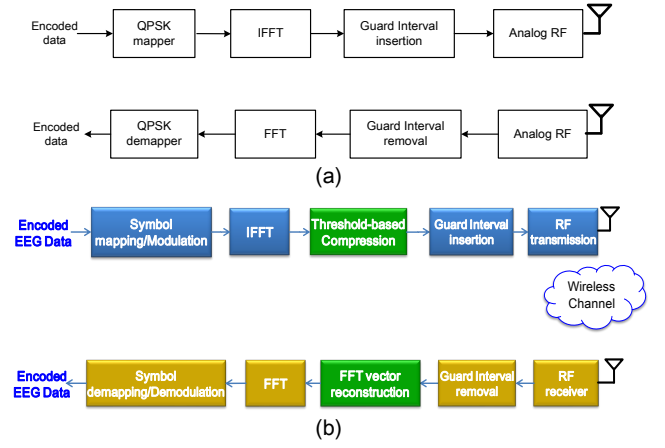 Encoded
data
QPSK
mapper
IFFT
Guard Interval
insertion
Analog RF
Encoded
data
QPSK
demapper
FFT
Guard Interval
removal
Analog RF
(a)
Encoded
EEG Data
Symbol
mapping/Modulation
IFFT
Threshold-based
Compression
Guard Interval
insertion
RF
transmission
Wireless
Channel
Encoded
EEG Data
Symbol
demapping/Demodulation
FFT
FFT vector
reconstruction
Guard Interval
removal
RF
receiver
(b)